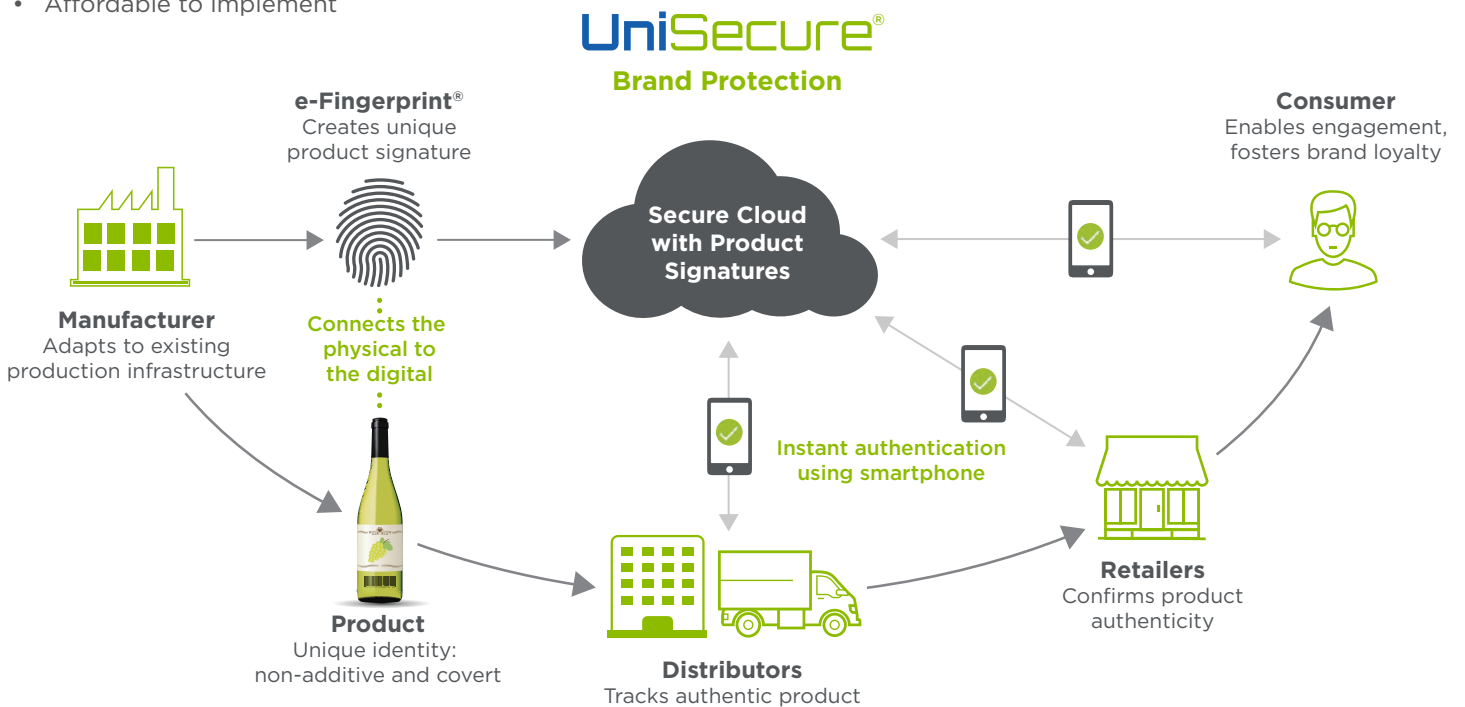 • Affordable to implement
UniSecure®
Brand Protection
e-Fingerprint®
Creates unique
product signature
Consumer
Enables engagement,
fosters brand loyalty
Secure Cloud
with Product
Signatures
Manufacturer
Adapts to existing
production infrastructure
Connects the
physical to
the digital
Instant authentication
using smartphone
Product
Unique identity:
non-additive and covert
Distributors
Tracks authentic product
Retailers
Confirms product
authenticity